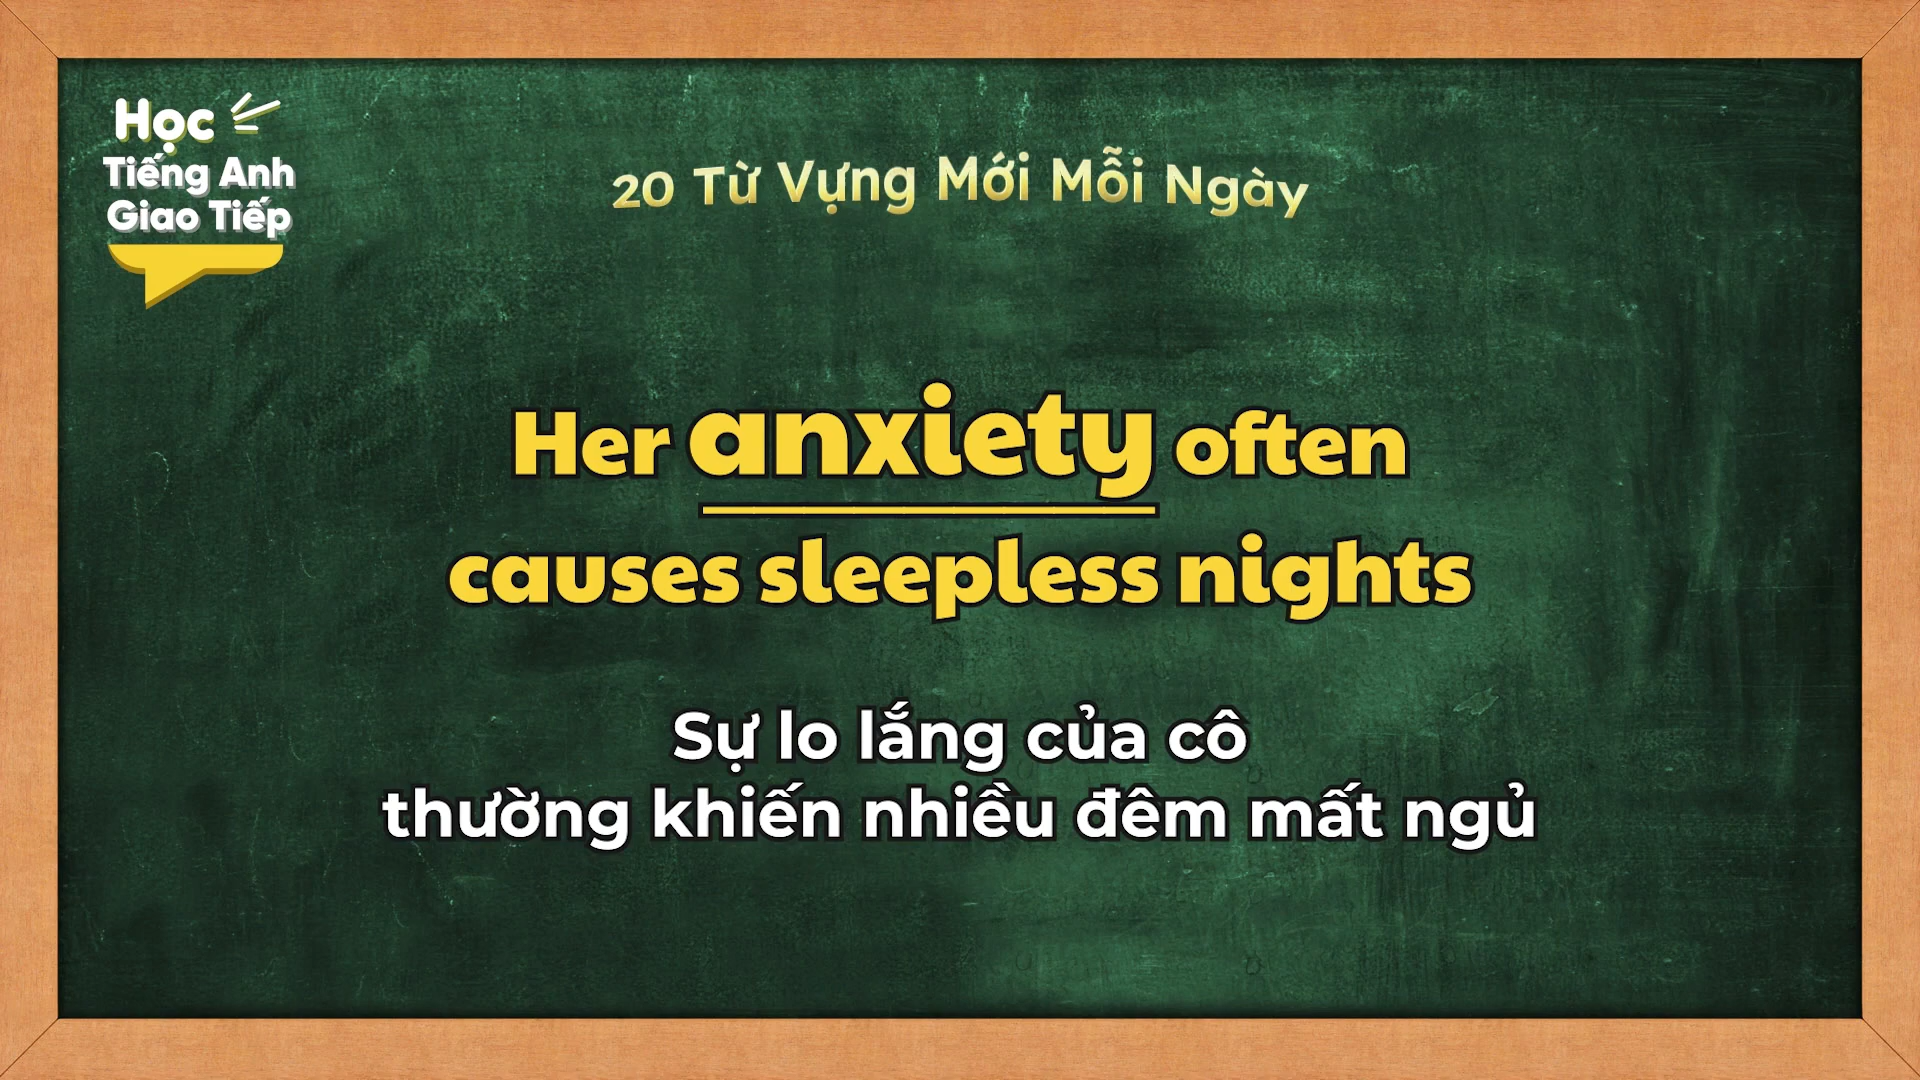 Học
Tiếng Anh
Giao Tiếp
20 Từ Vựng Mới Mỗi Ngày
Her anxiety often
causes sleepless nights
Sự lo lắng của cô
thường khiến nhiều đêm mất ngủ